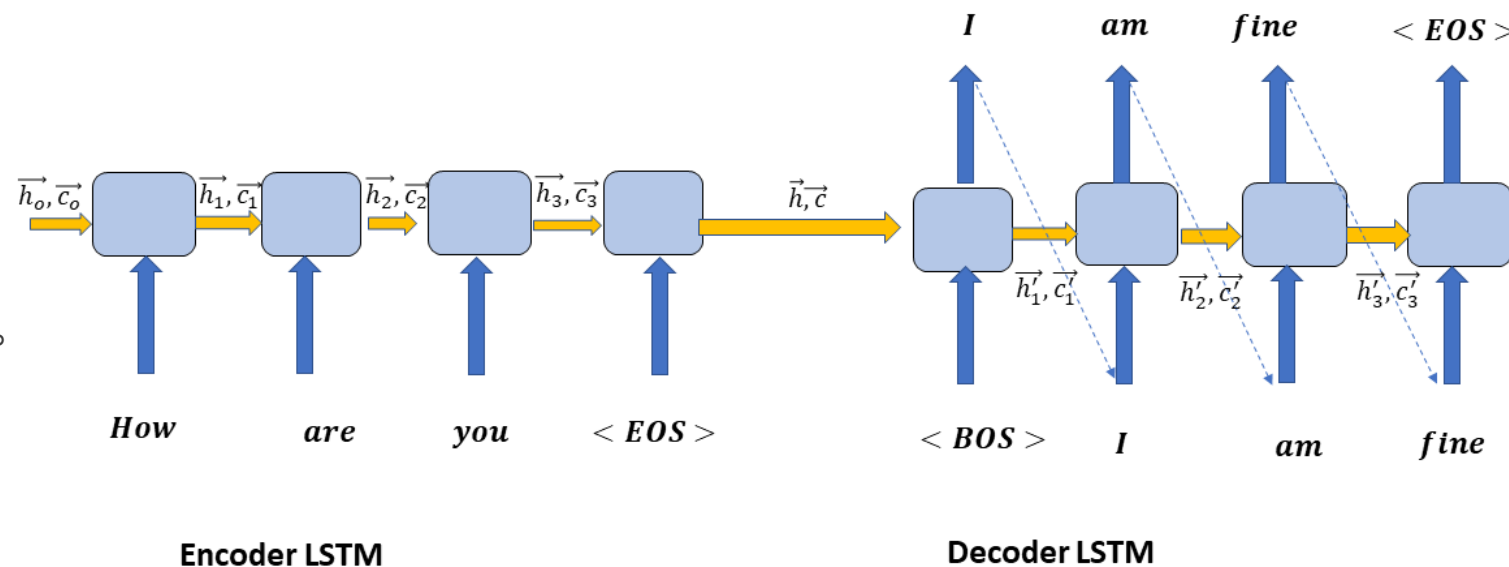 I am fine < EOS >
h₀, c₀ h₁, c₁ h₂, c₂ h₃, c₃ h, c
h′₁, c′₁ h′₂, c′₂ h′₃, c′₃
How are you < EOS > < BOS > I am fine
Encoder LSTM Decoder LSTM